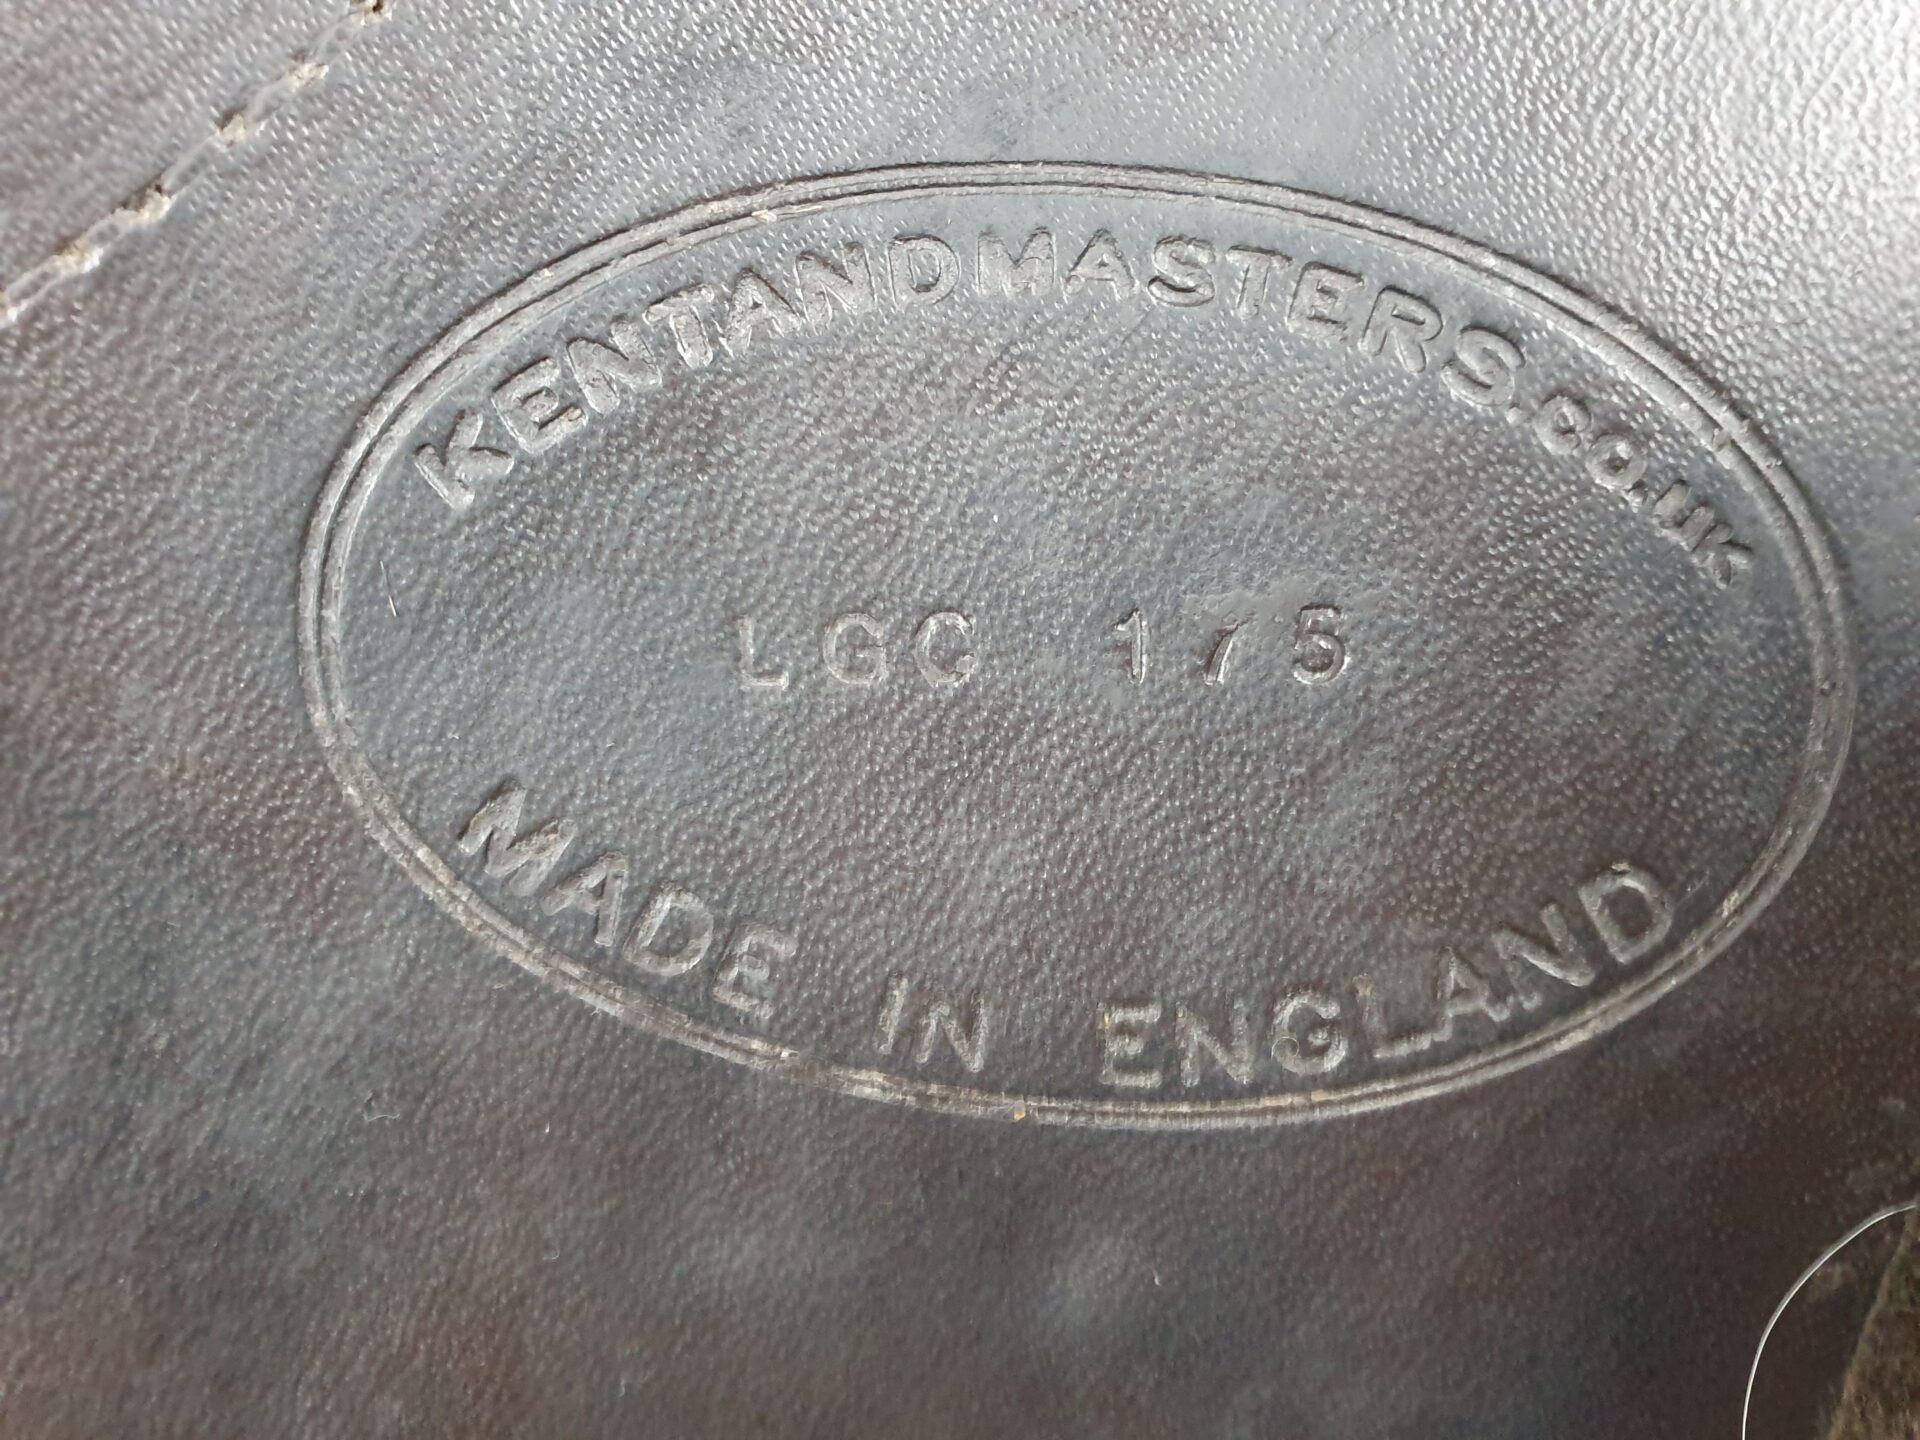 KENTANDMASTERS.CO.UK
LGC 175
MADE IN ENGLAND